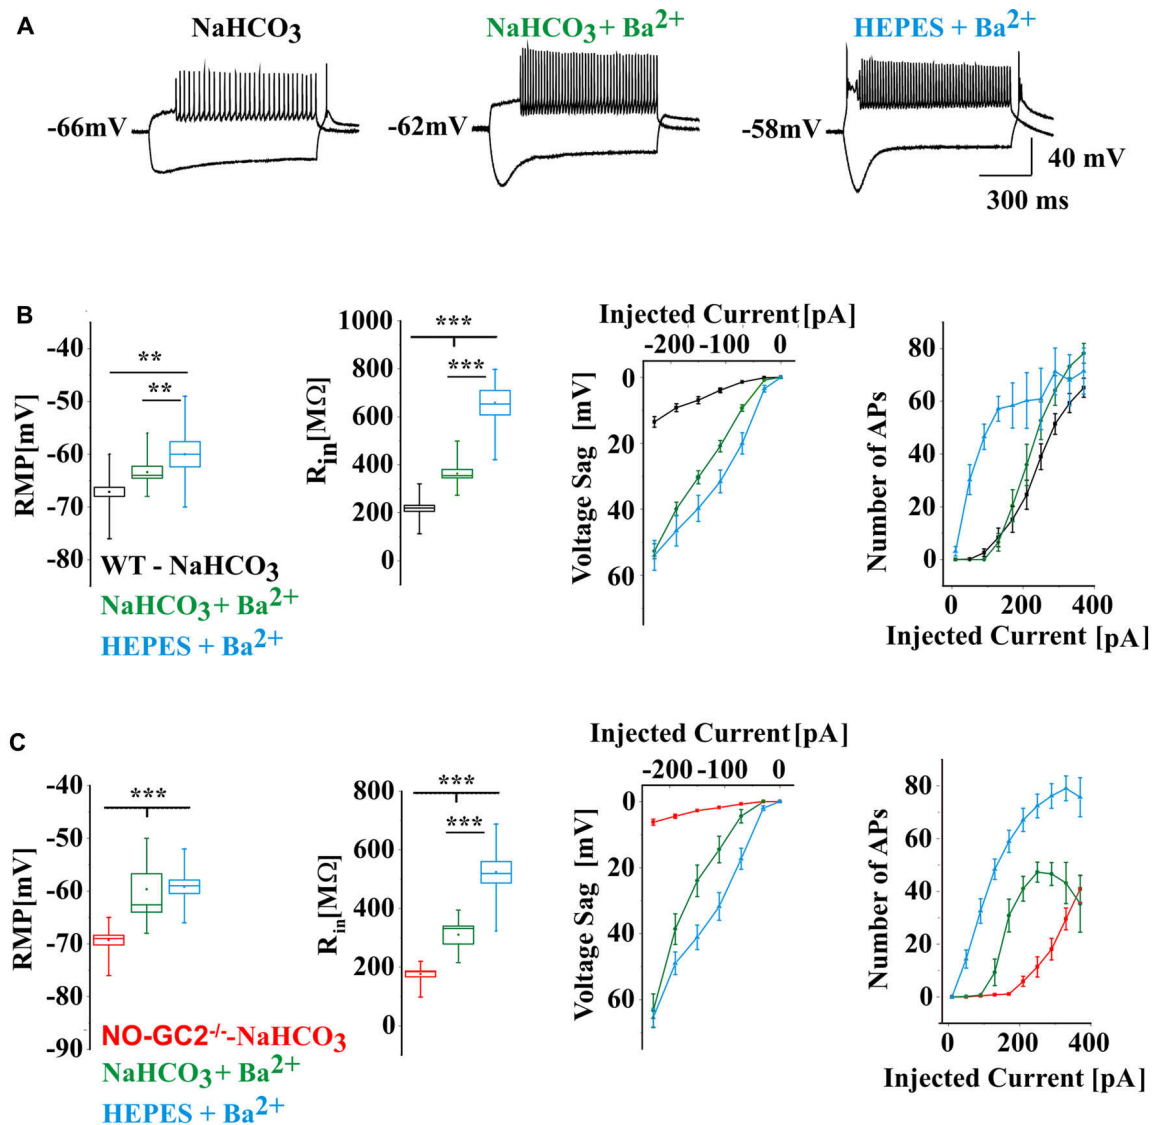 A
NaHCO3
NaHCO3 + Ba2+
HEPES + Ba2+
-66mV
-62mV
-58mV
40 mV
300 ms
B
RMP[mV]
-40
-50
-60
-70
-80
**
**
WT - NaHCO3
NaHCO3 + Ba2+
HEPES + Ba2+
Rin[MΩ]
1000
800
600
400
200
0
***
***
Injected Current [pA]
-200 -100 0
Voltage Sag [mV]
0
20
40
60
Number of APs
80
60
40
20
0
0 200 400
Injected Current [pA]
C
RMP[mV]
-40
-50
-60
-70
-80
-90
***
NO-GC2-/--NaHCO3
NaHCO3 + Ba2+
HEPES + Ba2+
Rin[MΩ]
800
600
400
200
0
***
***
Injected Current [pA]
-200 -100 0
Voltage Sag [mV]
0
20
40
60
Number of APs
80
60
40
20
0
0 200 400
Injected Current [pA]